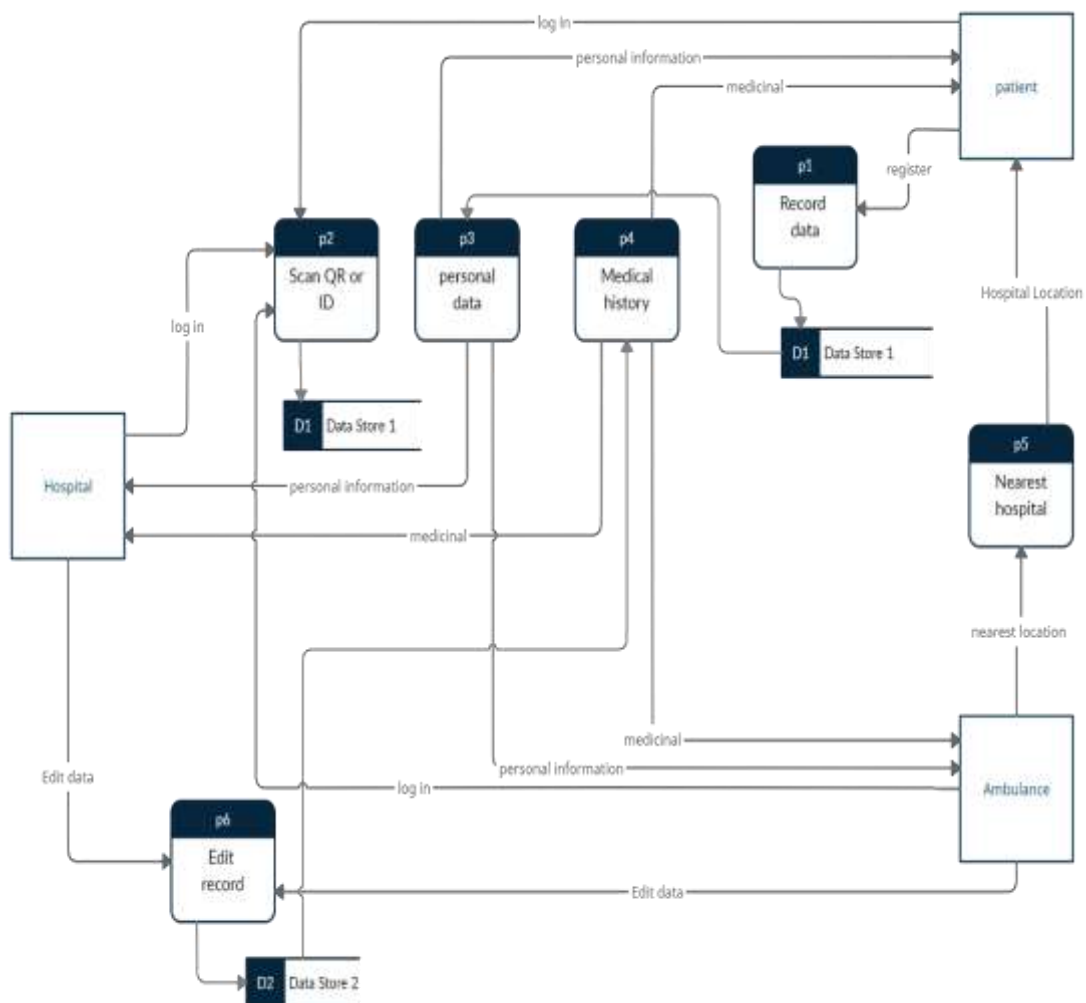 log in
personal information
patient
medicinal
p1
register
Record
data
p2
p3
p4
Scan QR or
ID
personal
data
Medical
history
Hospital Location
log in
D1
Data Store 1
D1
Data Store 1
p5
Nearest
hospital
Hospital
personal information
medicinal
nearest location
medicinal
personal information
Edit data
log in
Ambulance
p6
Edit
record
Edit data
D2
Data Store 2